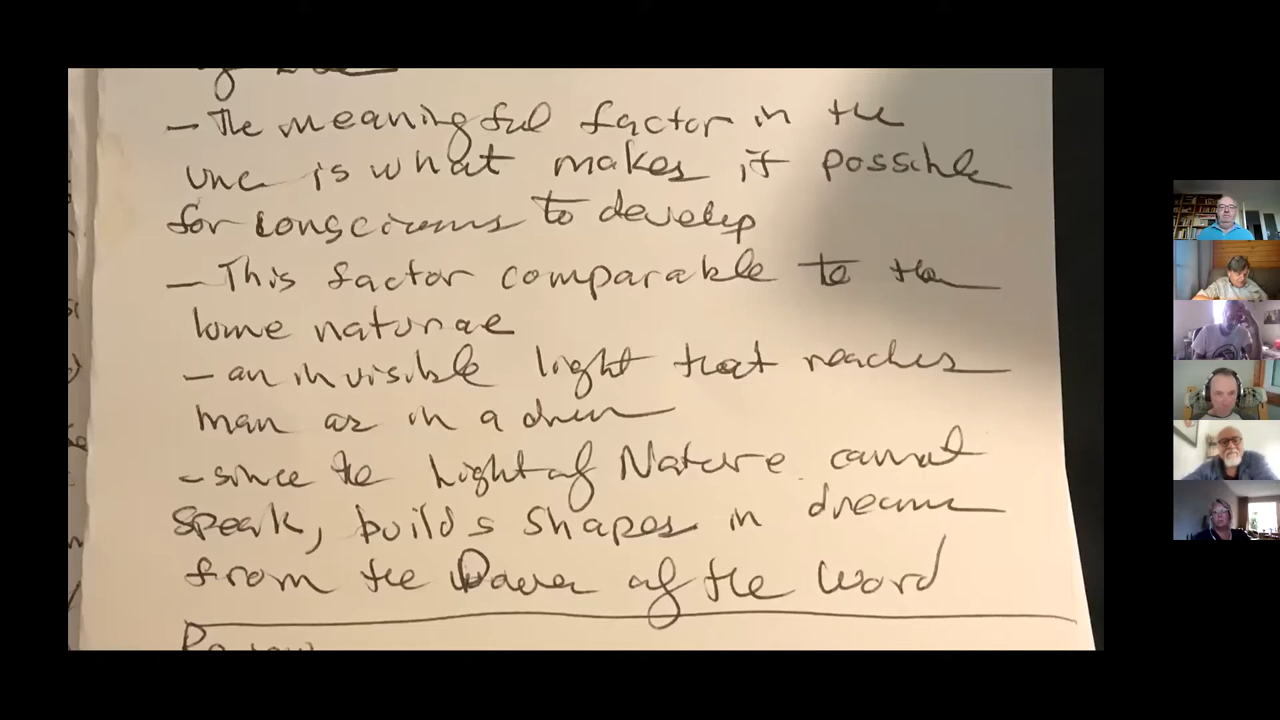 - The meaningful factor in the
unc is what makes it possible
for consciouns to develop
- This factor comparable to the
lume naturae
- an invisible light that reaches
man as in a dream
- since the Light of Nature cannot
speak, builds shapes in dreams
from the Power of the Word